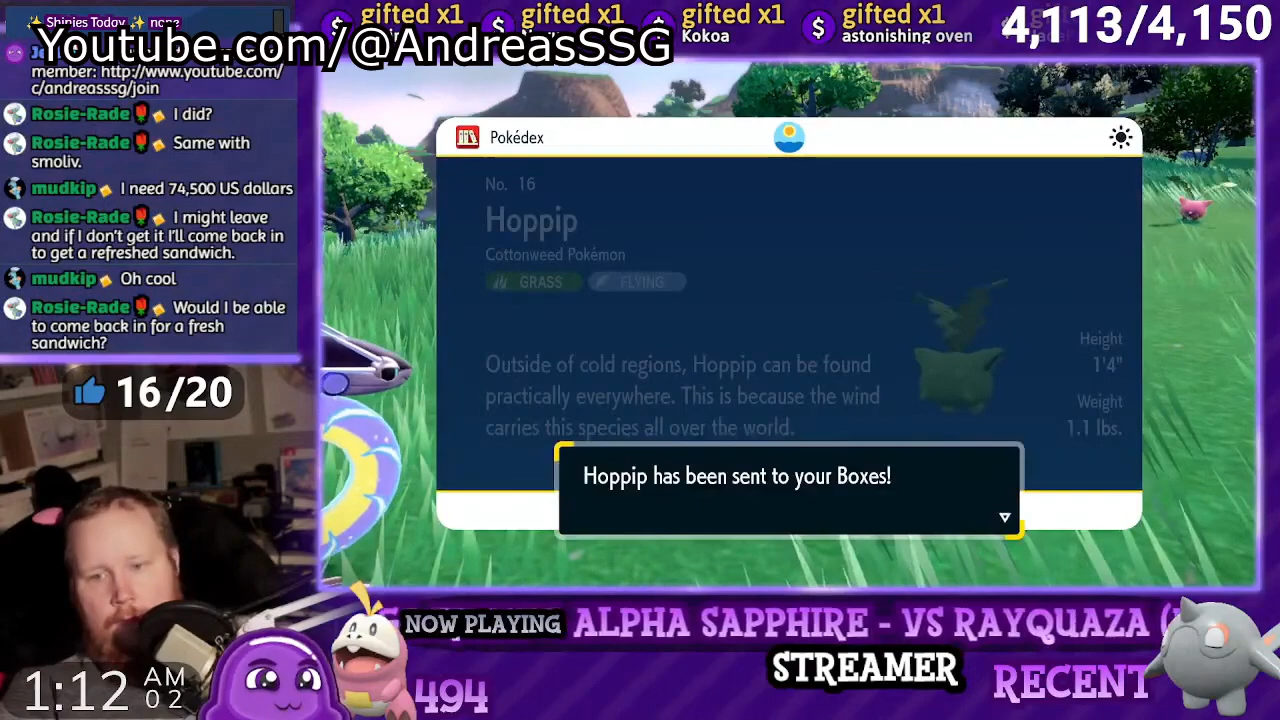 ✨ Shinies Today ✨ none
Youtube.com/@AndreasSSG
member: http://www.youtube.com/
c/andreasssg/join
Rosie-Rade I did?
Rosie-Rade Same with
smoliv.
mudkip I need 74,500 US dollars
Rosie-Rade I might leave
and if I don't get it I'll come back in
to get a refreshed sandwich.
mudkip Oh cool
Rosie-Rade Would I be able
to come back in for a fresh
sandwich?
16/20
1:12 AM
02
gifted x1
gifted x1
gifted x1
Kokoa
gifted x1
astonishing oven
4,113/4,150
Pokédex
No. 16
Hoppip
Cottonweed Pokémon
GRASS
FLYING
Outside of cold regions, Hoppip can be found
practically everywhere. This is because the wind
carries this species all over the world.
Height
1'4"
Weight
1.1 lbs.
Hoppip has been sent to your Boxes!
NOW PLAYING
ALPHA SAPPHIRE - VS RAYQUAZA (
STREAMER
494
RECENT